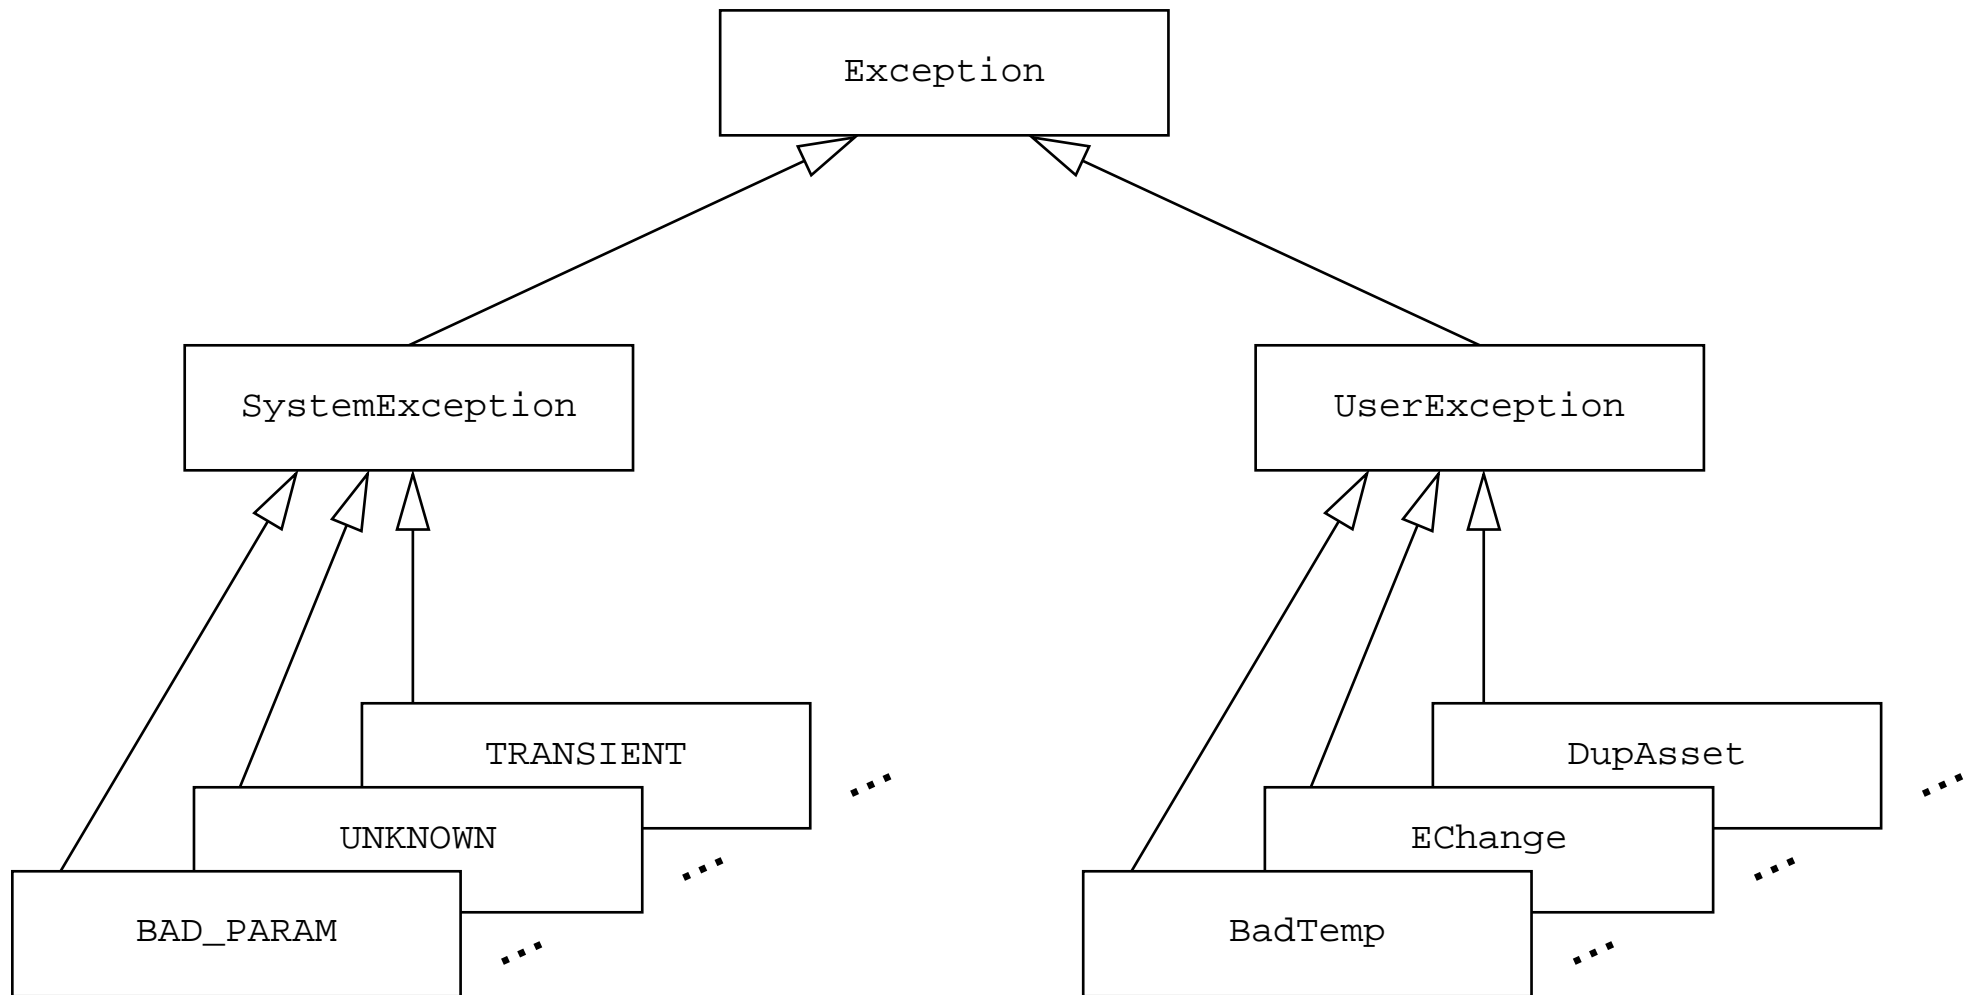 Exception
SystemException
UserException
TRANSIENT
DupAsset
UNKNOWN
EChange
BAD_PARAM
BadTemp